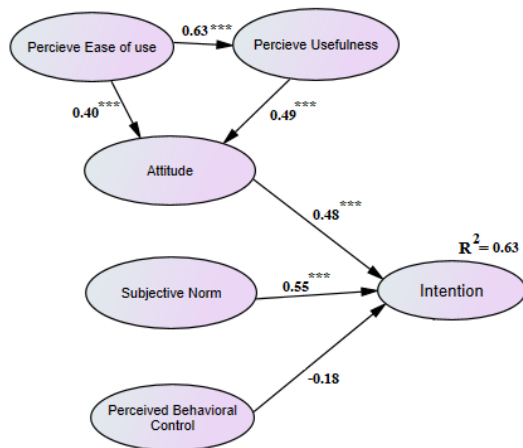 Percieve Ease of use
0.63***
Percieve Usefulness
0.40***
0.49***
Attitude
0.48***
R²= 0.63
Subjective Norm
0.55***
Intention
-0.18
Perceived Behavioral
Control